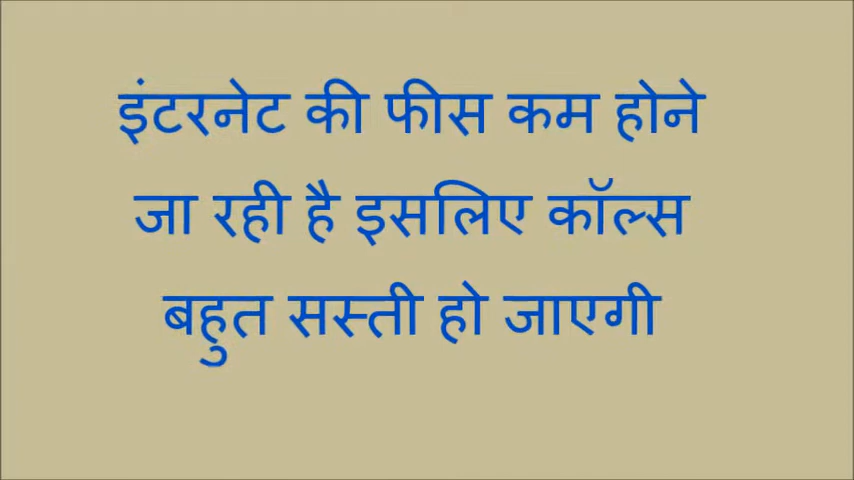 इंटरनेट की फीस कम होने
जा रही है इसलिए कॉल्स
बहुत सस्ती हो जाएगी